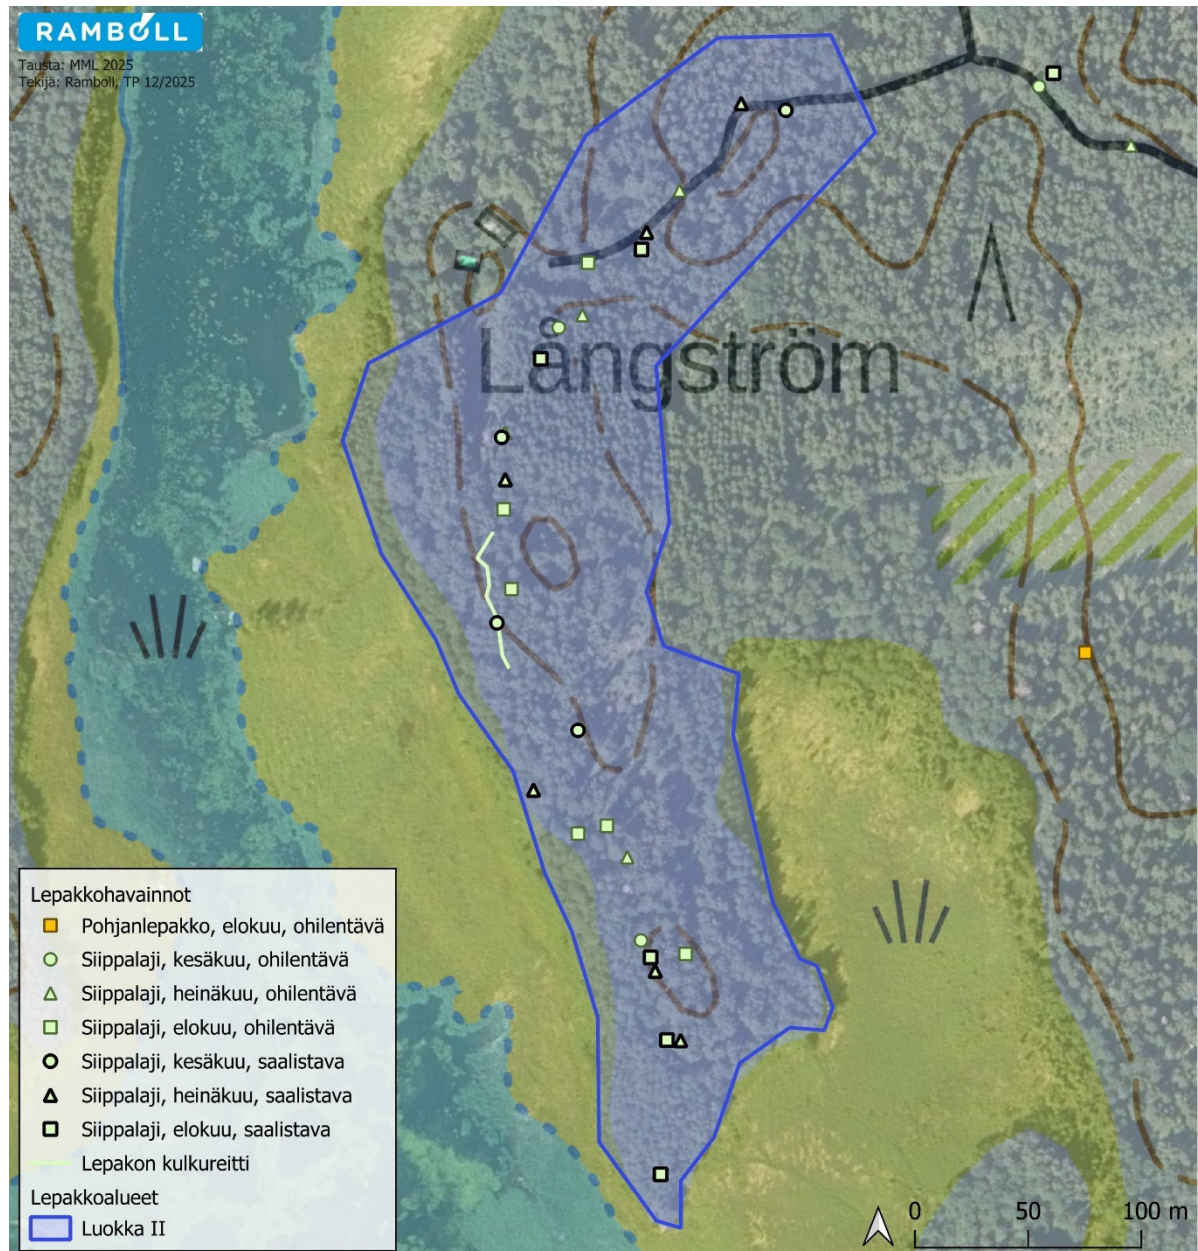 RAMBOLL
Tausta: MML 2025
Tekijä: Ramboll, TP 12/2025
Långström
Lepakkohavainnot
Pohjanlepakko, elokuu, ohilentävä
Siippalaji, kesäkuu, ohilentävä
Siippalaji, heinäkuu, ohilentävä
Siippalaji, elokuu, ohilentävä
Siippalaji, kesäkuu, saalistava
Siippalaji, heinäkuu, saalistava
Siippalaji, elokuu, saalistava
Lepakon kulkureitti
Lepakkoalueet
Luokka II
0 50 100 m